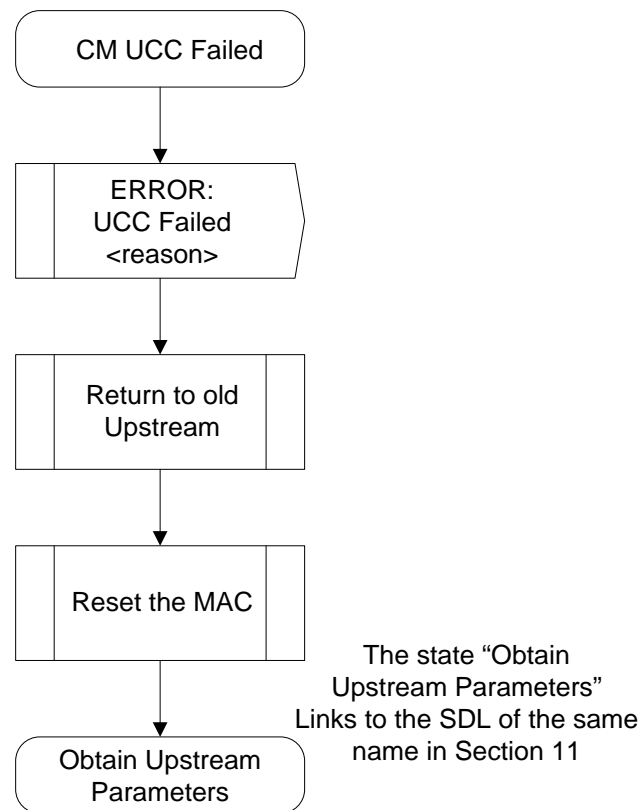 CM UCC Failed
ERROR:
UCC Failed
<reason>
Return to old
Upstream
Reset the MAC
The state “Obtain
Upstream Parameters”
Links to the SDL of the same
name in Section 11
Obtain Upstream
Parameters